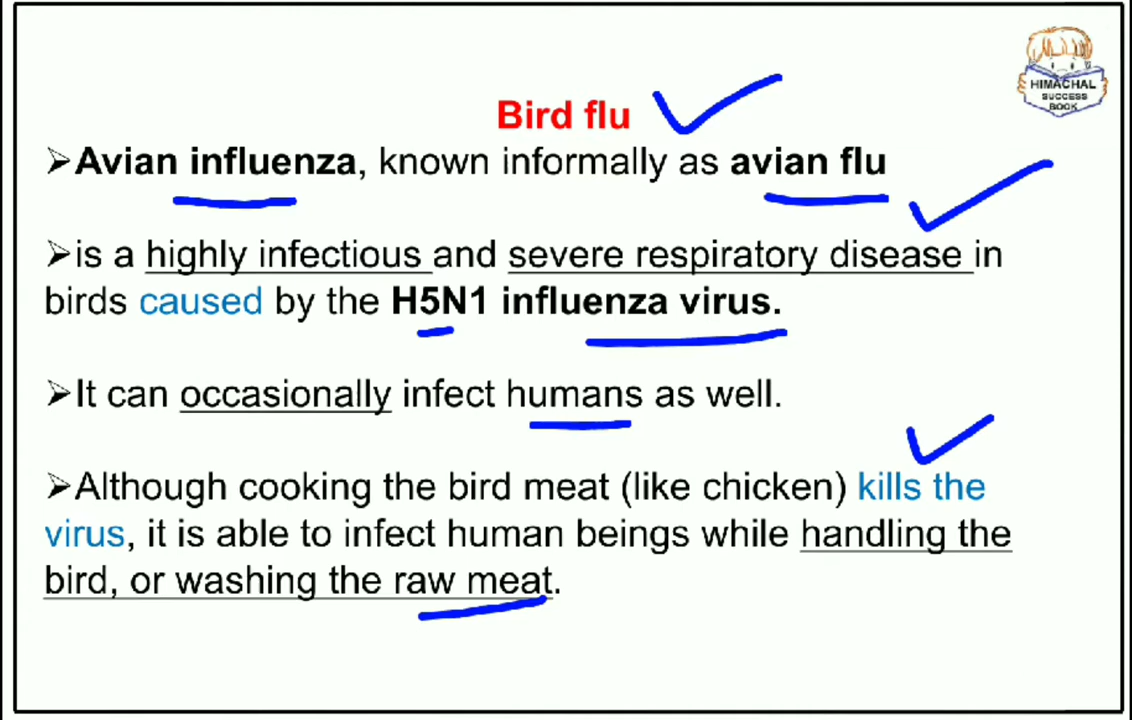 HIMACHAL
SUCCESS
BOOK
Bird flu
➢Avian influenza, known informally as avian flu
➢is a highly infectious and severe respiratory disease in
birds caused by the H5N1 influenza virus.
➢It can occasionally infect humans as well.
➢Although cooking the bird meat (like chicken) kills the
virus, it is able to infect human beings while handling the
bird, or washing the raw meat.